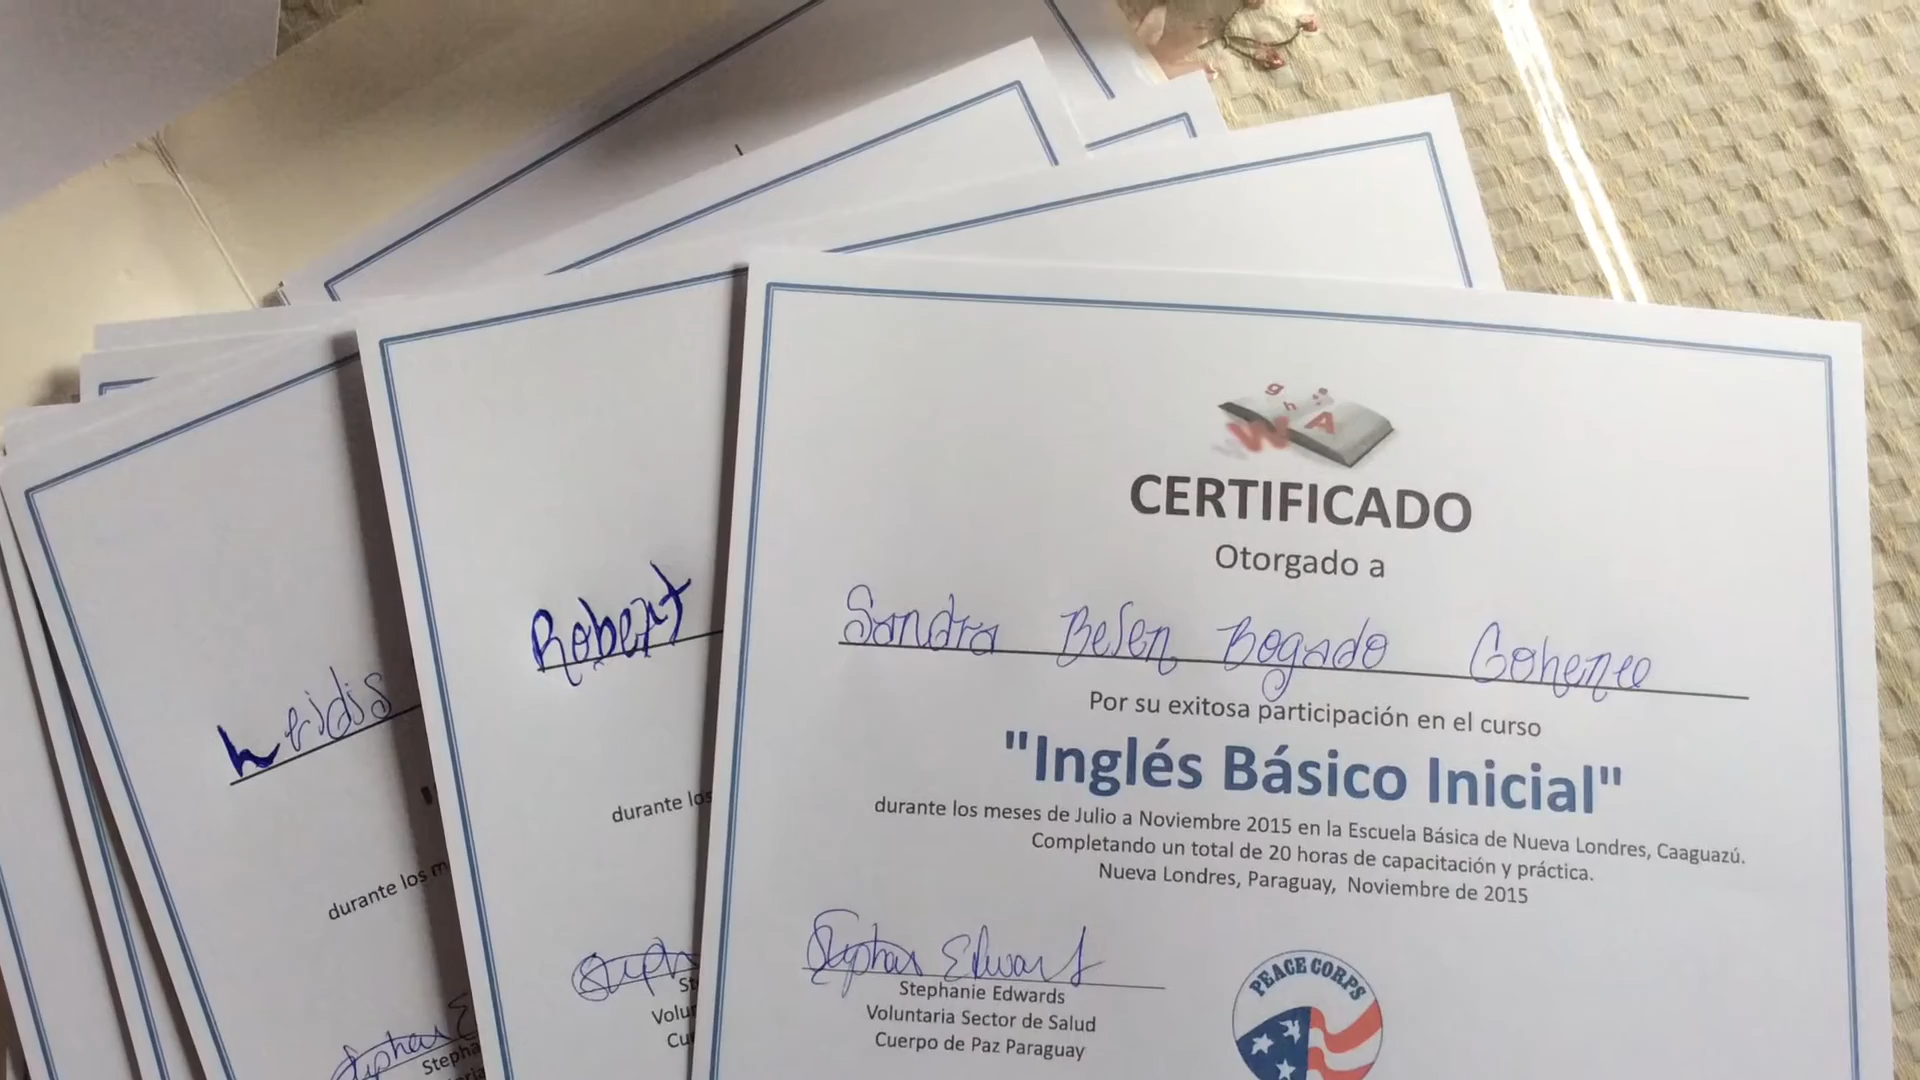 CERTIFICADO
Otorgado a
Sandra Belen Bogado Cohenee
Por su exitosa participación en el curso
"Inglés Básico Inicial"
durante los meses de Julio a Noviembre 2015 en la Escuela Básica de Nueva Londres, Caaguazú.
Completando un total de 20 horas de capacitación y práctica.
Nueva Londres, Paraguay, Noviembre de 2015
Stephanie Edwards
Voluntaria Sector de Salud
Cuerpo de Paz Paraguay
PEACE CORPS
Robert
durante los
durante los m